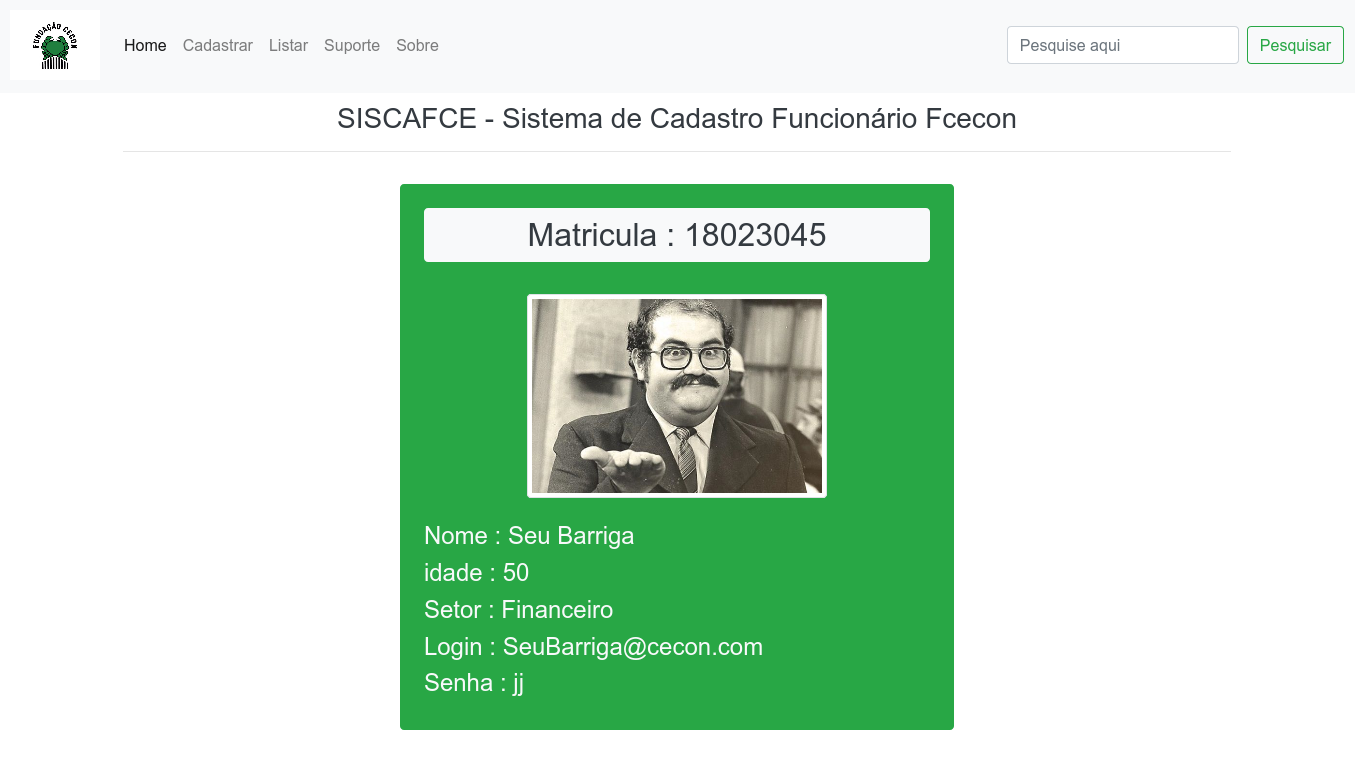 FUNDAÇÃO CECON
Home Cadastrar Listar Suporte Sobre
Pesquise aqui Pesquisar
SISCAFCE - Sistema de Cadastro Funcionário Fcecon
Matricula : 18023045
Nome : Seu Barriga
idade : 50
Setor : Financeiro
Login : SeuBarriga@cecon.com
Senha : jj